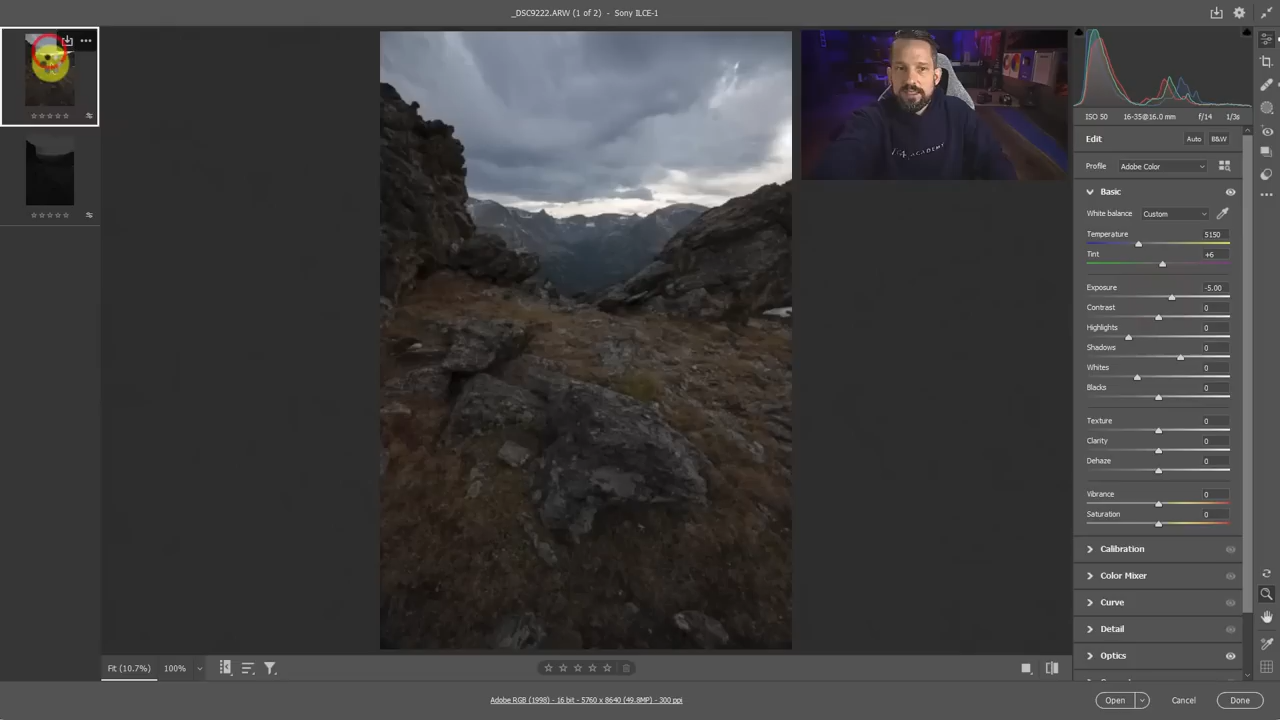 _DSC9222.ARW (1 of 2) - Sony ILCE-1
ISO 50 16-35@16.0 mm f/14 1/3s
Edit Auto B&W
Profile Adobe Color
Basic
White balance Custom
Temperature 5150
Tint +6
Exposure -5.00
Contrast 0
Highlights 0
Shadows 0
Whites 0
Blacks 0
Texture 0
Clarity 0
Dehaze 0
Vibrance 0
Saturation 0
Calibration
Color Mixer
Curve
Detail
Optics
Fit (10.7%) 100%
Adobe RGB (1998) - 16 bit - 5760 x 8640 (49.8MP) - 300 ppi
Open Cancel Done